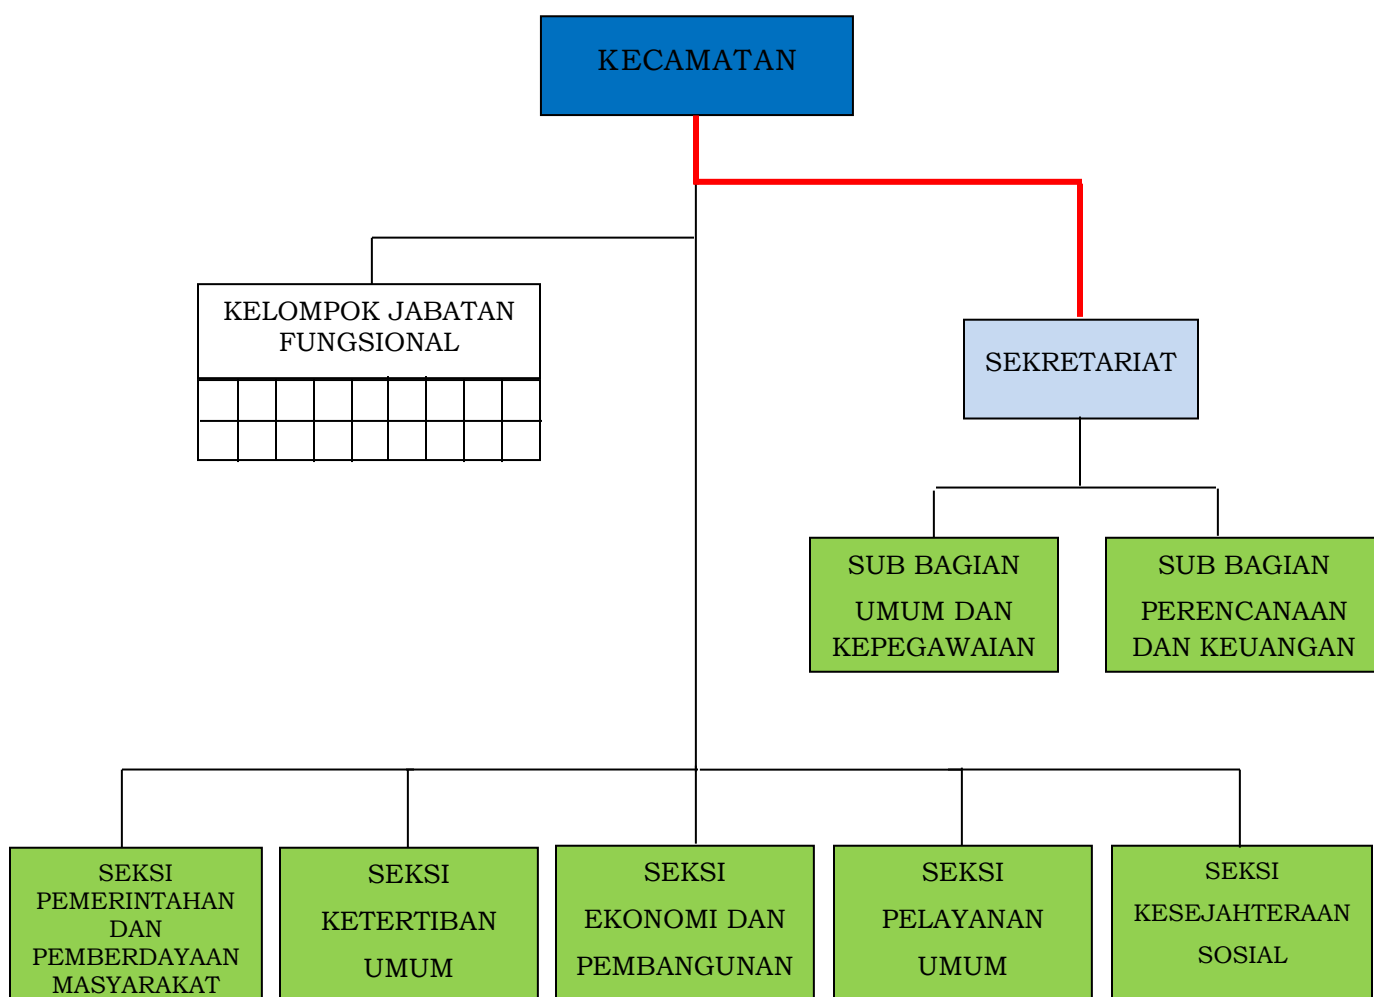 KECAMATAN
KELOMPOK JABATAN
FUNGSIONAL
SEKRETARIAT
SUB BAGIAN
UMUM DAN
KEPEGAWAIAN
SUB BAGIAN
PERENCANAAN
DAN KEUANGAN
SEKSI
PEMERINTAHAN
DAN
PEMBERDAYAAN
MASYARAKAT
SEKSI
KETERTIBAN
UMUM
SEKSI
EKONOMI DAN
PEMBANGUNAN
SEKSI
PELAYANAN
UMUM
SEKSI
KESEJAHTERAAN
SOSIAL